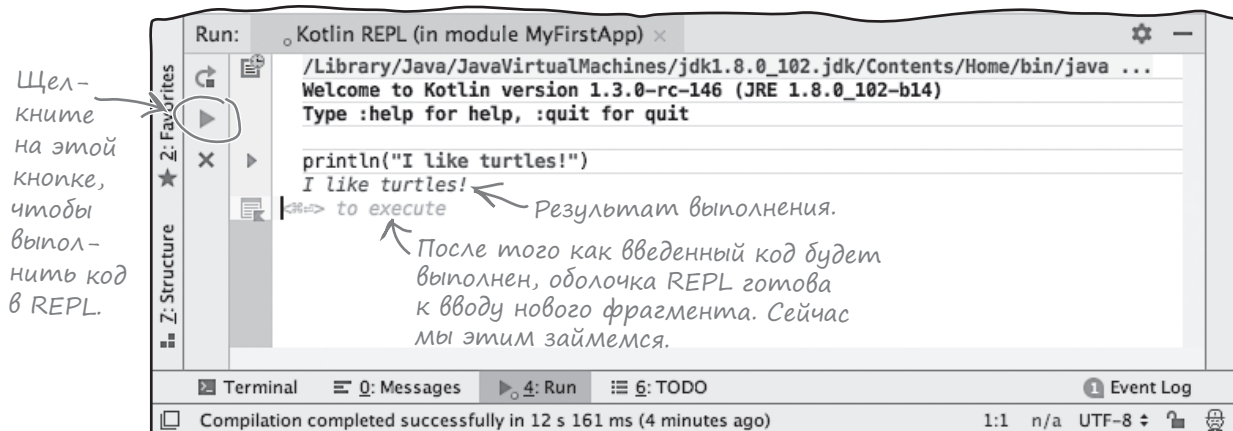 Run:
Kotlin REPL (in module MyFirstApp)
/Library/Java/JavaVirtualMachines/jdk1.8.0_102.jdk/Contents/Home/bin/java ...
Welcome to Kotlin version 1.3.0-rc-146 (JRE 1.8.0_102-b14)
Type :help for help, :quit for quit
println("I like turtles!")
I like turtles!
<⌘⏎> to execute
Щел-
кните
на этой
кнопке,
чтобы
выпол-
нить код
в REPL.
2: Favorites
7: Structure
Результат выполнения.
После того как введенный код будет
выполнен, оболочка REPL готова
к вводу нового фрагмента. Сейчас
мы этим займемся.
Terminal
0: Messages
4: Run
6: TODO
1 Event Log
Compilation completed successfully in 12 s 161 ms (4 minutes ago)
1:1
n/a
UTF-8